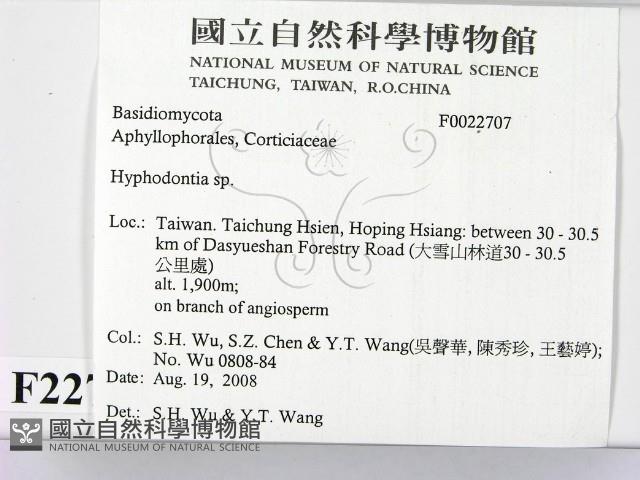 國立自然科學博物館
NATIONAL MUSEUM OF NATURAL SCIENCE
TAICHUNG, TAIWAN, R.O.CHINA
Basidiomycota F0022707
Aphyllophorales, Corticiaceae
Hyphodontia sp.
Loc.: Taiwan. Taichung Hsien, Hoping Hsiang: between 30 - 30.5
km of Dasyueshan Forestry Road (大雪山林道30 - 30.5
公里處)
alt. 1,900m;
on branch of angiosperm
Col.: S.H. Wu, S.Z. Chen & Y.T. Wang(吳聲華, 陳秀珍, 王藝婷);
No. Wu 0808-84
Date: Aug. 19, 2008
Det.: S.H. Wu & Y.T. Wang
F227
國立自然科學博物館
NATIONAL MUSEUM OF NATURAL SCIENCE